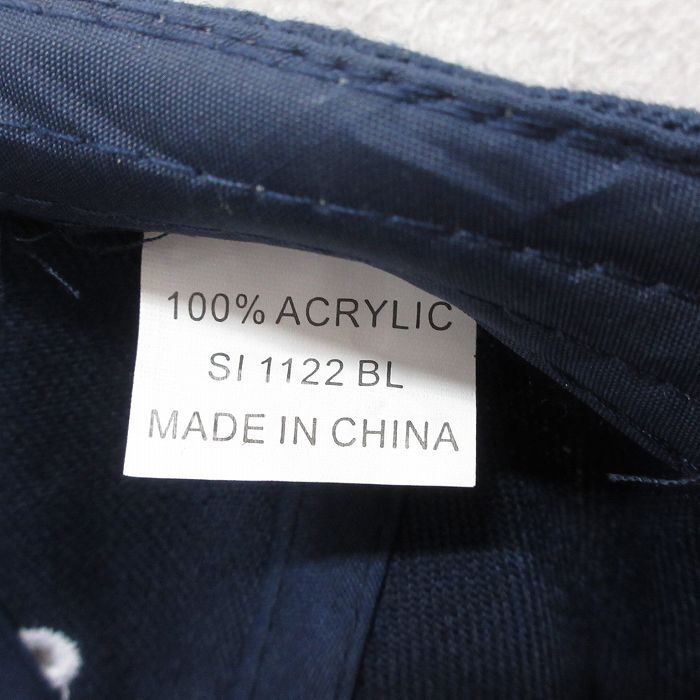 100% ACRYLIC
SI 1122 BL
MADE IN CHINA